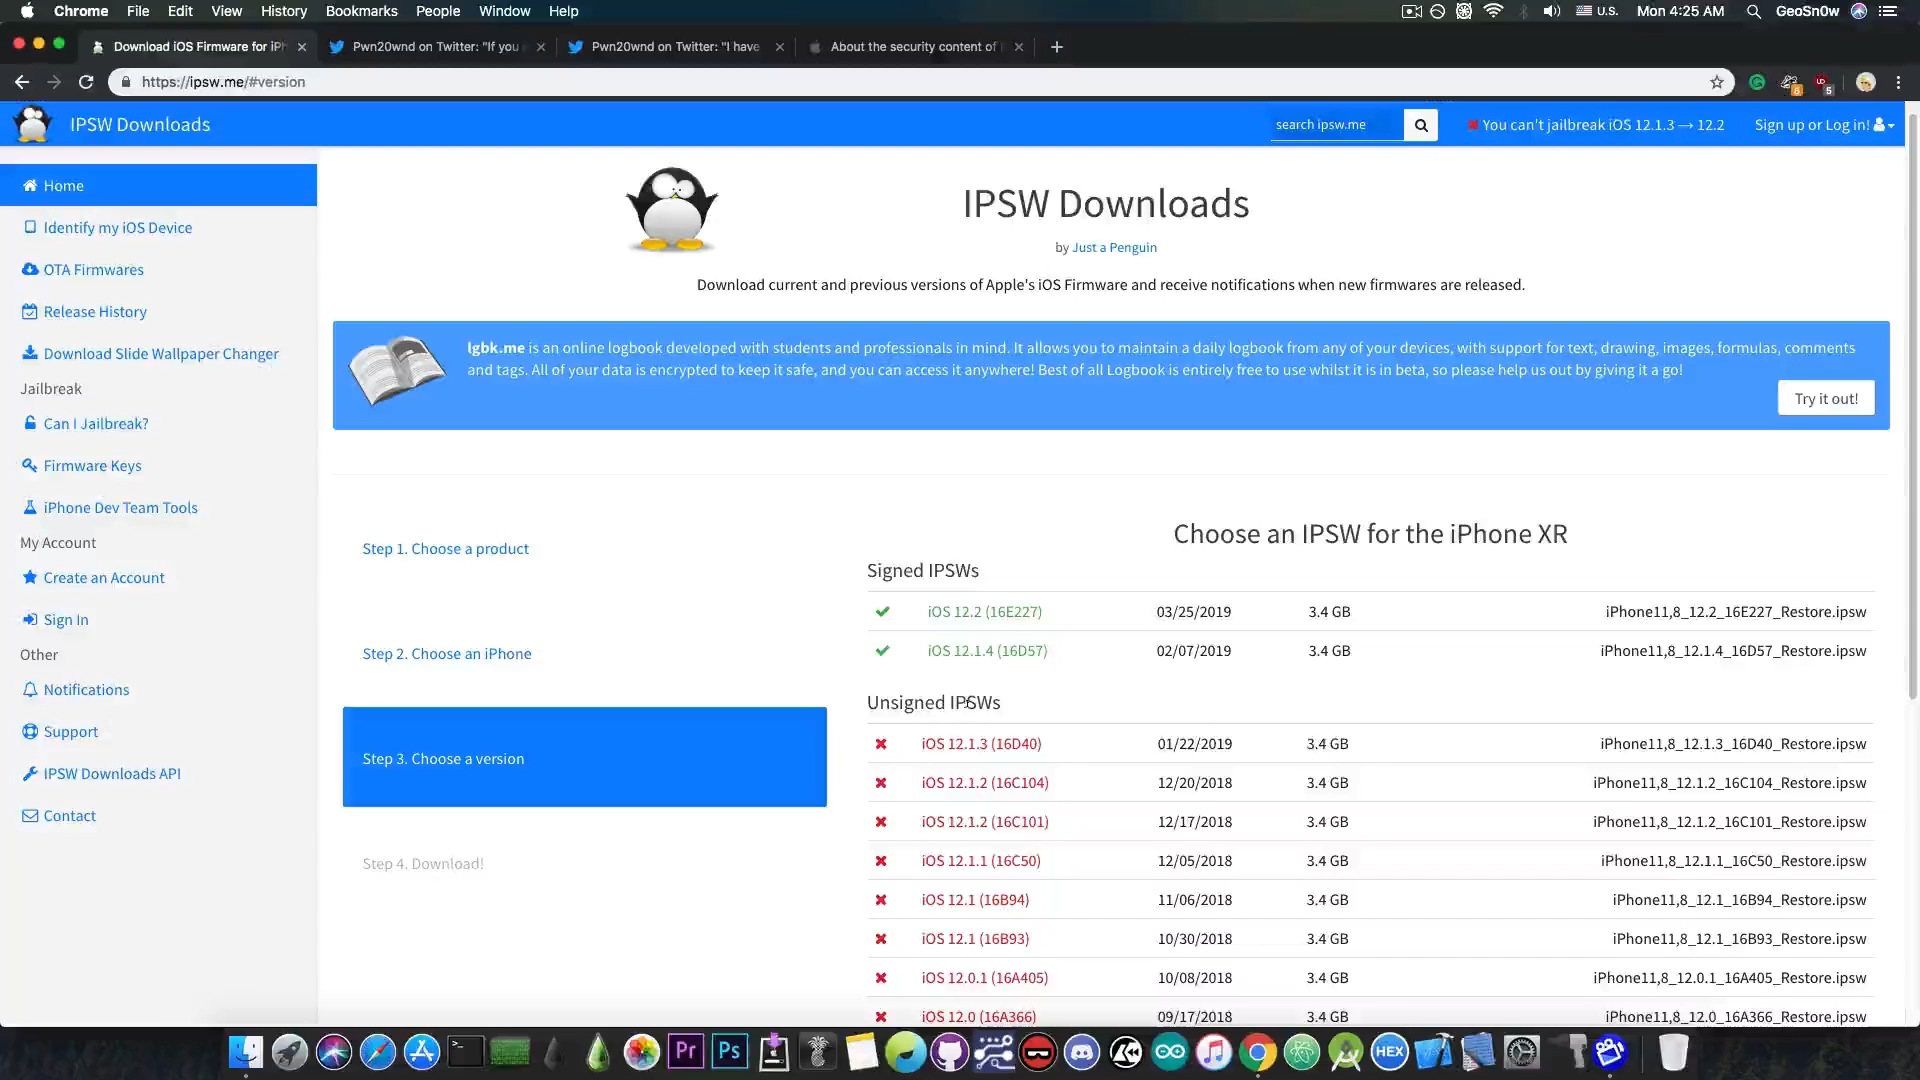 Chrome File Edit View History Bookmarks People Window Help U.S. Mon 4:25 AM GeoSn0w
Download iOS Firmware for iPh Pwn20wnd on Twitter: "If you Pwn20wnd on Twitter: "I have About the security content of
https://ipsw.me/#version
IPSW Downloads search ipsw.me You can't jailbreak iOS 12.1.3 → 12.2 Sign up or Log in!
Home
Identify my iOS Device
OTA Firmwares
Release History
Download Slide Wallpaper Changer
Jailbreak
Can I Jailbreak?
Firmware Keys
iPhone Dev Team Tools
My Account
Create an Account
Sign In
Other
Notifications
Support
IPSW Downloads API
Contact
IPSW Downloads
by Just a Penguin
Download current and previous versions of Apple's iOS Firmware and receive notifications when new firmwares are released.
lgbk.me is an online logbook developed with students and professionals in mind. It allows you to maintain a daily logbook from any of your devices, with support for text, drawing, images, formulas, comments
and tags. All of your data is encrypted to keep it safe, and you can access it anywhere! Best of all Logbook is entirely free to use whilst it is in beta, so please help us out by giving it a go!
Try it out!
Step 1. Choose a product
Step 2. Choose an iPhone
Step 3. Choose a version
Step 4. Download!
Choose an IPSW for the iPhone XR
Signed IPSWs
iOS 12.2 (16E227) 03/25/2019 3.4 GB iPhone11,8_12.2_16E227_Restore.ipsw
iOS 12.1.4 (16D57) 02/07/2019 3.4 GB iPhone11,8_12.1.4_16D57_Restore.ipsw
Unsigned IPSWs
iOS 12.1.3 (16D40) 01/22/2019 3.4 GB iPhone11,8_12.1.3_16D40_Restore.ipsw
iOS 12.1.2 (16C104) 12/20/2018 3.4 GB iPhone11,8_12.1.2_16C104_Restore.ipsw
iOS 12.1.2 (16C101) 12/17/2018 3.4 GB iPhone11,8_12.1.2_16C101_Restore.ipsw
iOS 12.1.1 (16C50) 12/05/2018 3.4 GB iPhone11,8_12.1.1_16C50_Restore.ipsw
iOS 12.1 (16B94) 11/06/2018 3.4 GB iPhone11,8_12.1_16B94_Restore.ipsw
iOS 12.1 (16B93) 10/30/2018 3.4 GB iPhone11,8_12.1_16B93_Restore.ipsw
iOS 12.0.1 (16A405) 10/08/2018 3.4 GB iPhone11,8_12.0.1_16A405_Restore.ipsw
iOS 12.0 (16A366) 09/17/2018 3.4 GB iPhone11,8_12.0_16A366_Restore.ipsw
Pr Ps HEX